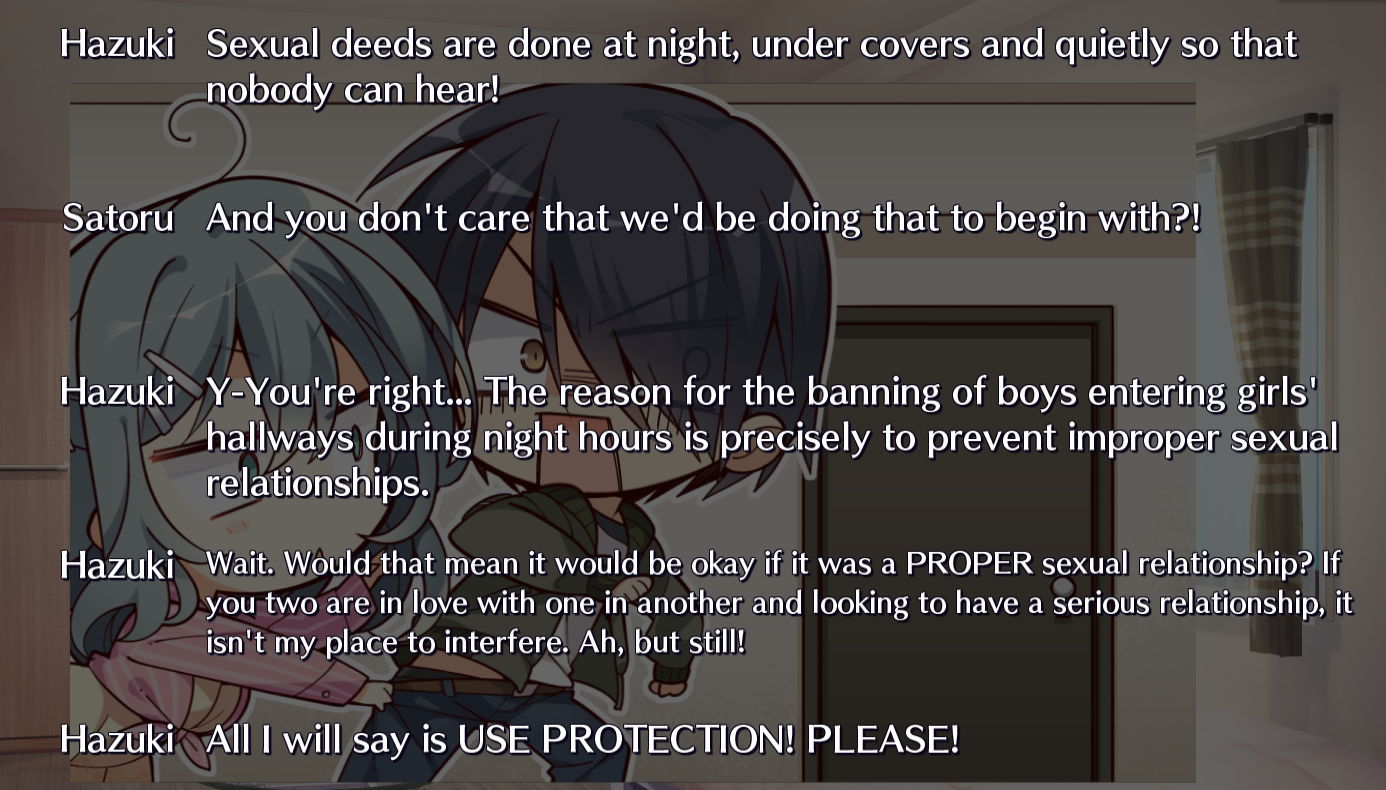 Hazuki Sexual deeds are done at night, under covers and quietly so that
nobody can hear!
Satoru And you don't care that we'd be doing that to begin with?!
Hazuki Y-You're right... The reason for the banning of boys entering girls'
hallways during night hours is precisely to prevent improper sexual
relationships.
Hazuki Wait. Would that mean it would be okay if it was a PROPER sexual relationship? If
you two are in love with one in another and looking to have a serious relationship, it
isn't my place to interfere. Ah, but still!
Hazuki All I will say is USE PROTECTION! PLEASE!